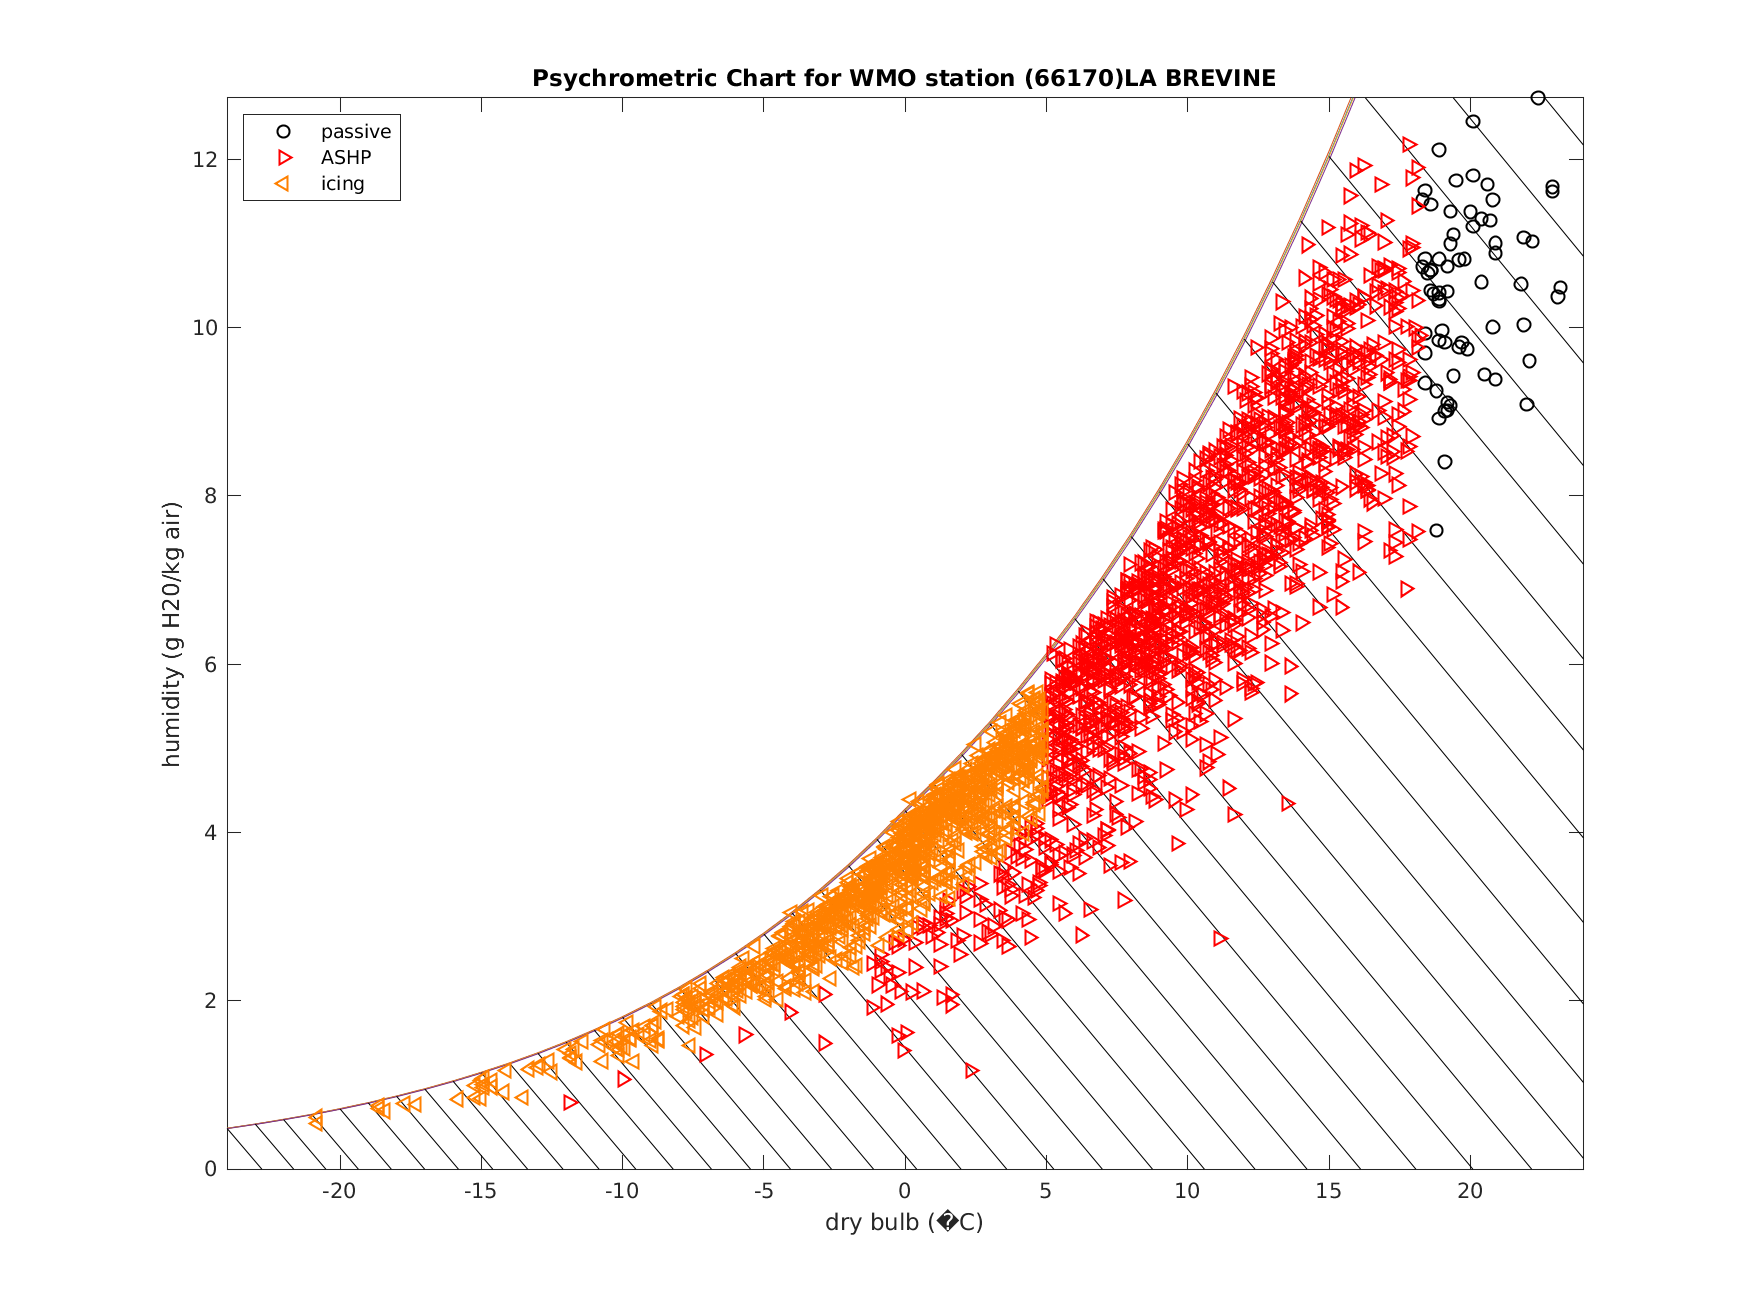 Psychrometric Chart for WMO station (66170)LA BREVINE
passive
ASHP
icing
12
10
8
6
4
2
0
humidity (g H20/kg air)
-20 -15 -10 -5 0 5 10 15 20
dry bulb (�C)